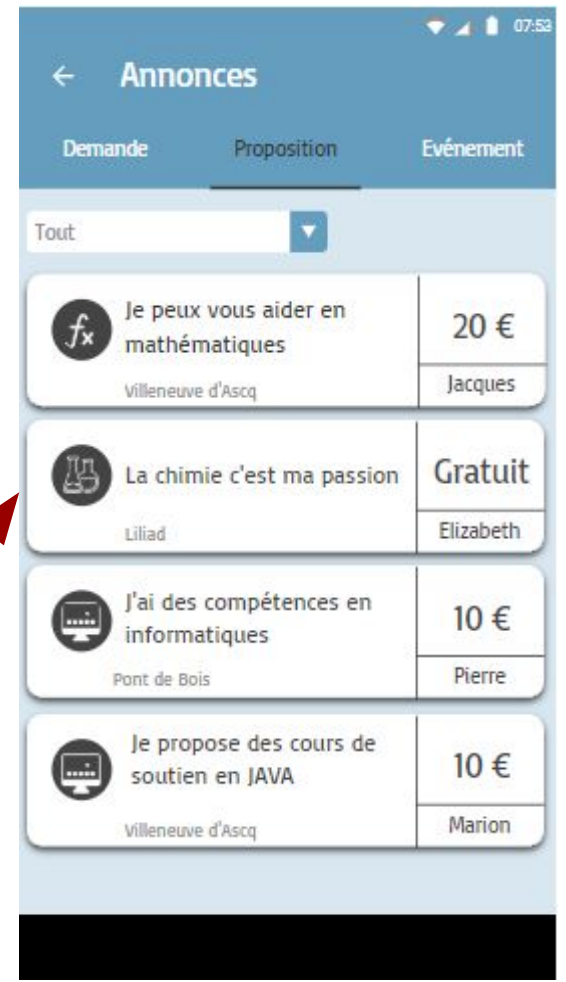 07:53
Annonces
Demande Proposition Evénement
Tout
Je peux vous aider en
mathématiques
Villeneuve d'Ascq
20 €
Jacques
La chimie c'est ma passion
Liliad
Gratuit
Elizabeth
J'ai des compétences en
informatiques
Pont de Bois
10 €
Pierre
Je propose des cours de
soutien en JAVA
Villeneuve d'Ascq
10 €
Marion